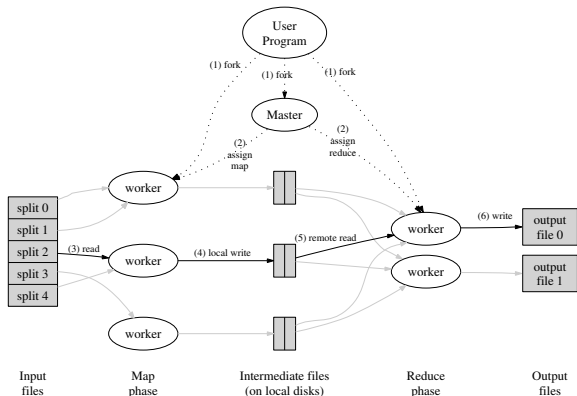 User
Program
(1) fork
(1) fork
(1) fork
Master
(2)
assign
map
(2)
assign
reduce
worker
split 0
split 1
split 2
split 3
split 4
(3) read
worker
(4) local write
(5) remote read
worker
(6) write
output
file 0
worker
output
file 1
worker
Input
files
Map
phase
Intermediate files
(on local disks)
Reduce
phase
Output
files